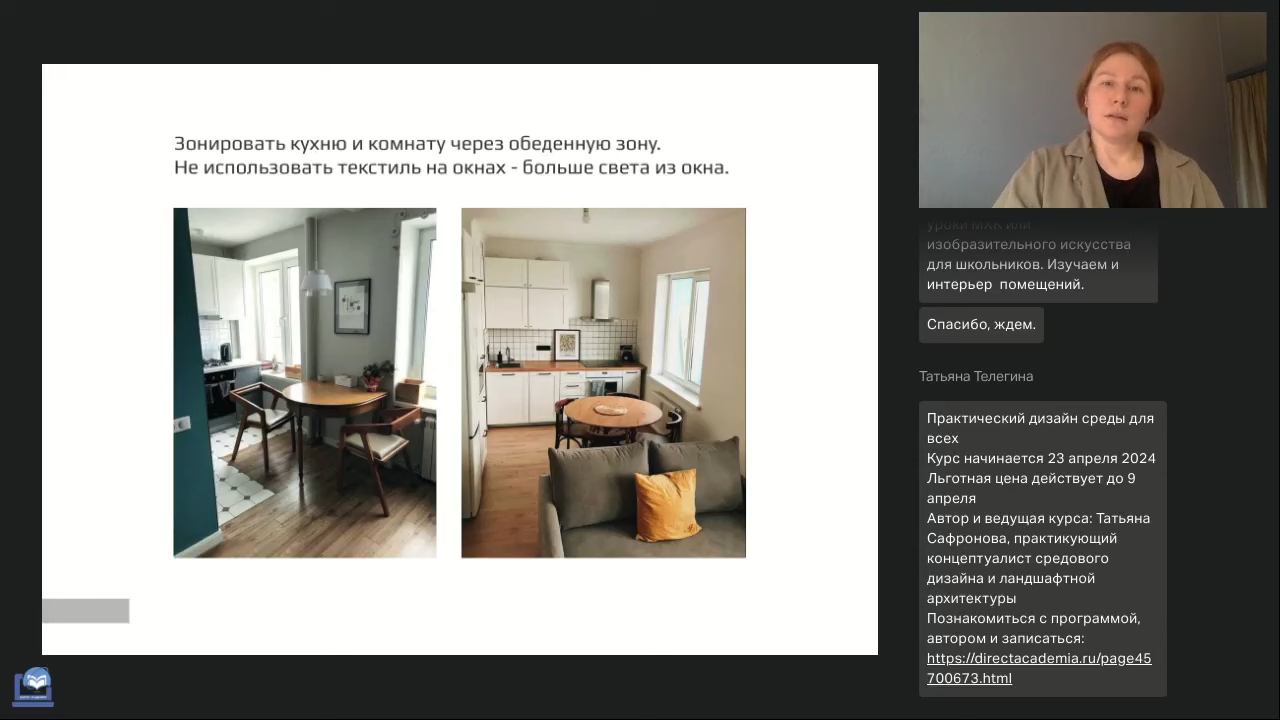 Зонировать кухню и комнату через обеденную зону.
Не использовать текстиль на окнах - больше света из окна.
уроки МХК или
изобразительного искусства
для школьников. Изучаем и
интерьер помещений.
Спасибо, ждем.
Татьяна Телегина
Практический дизайн среды для
всех
Курс начинается 23 апреля 2024
Льготная цена действует до 9
апреля
Автор и ведущая курса: Татьяна
Сафронова, практикующий
концептуалист средового
дизайна и ландшафтной
архитектуры
Познакомиться с программой,
автором и записаться:
https://directacademia.ru/page45
700673.html